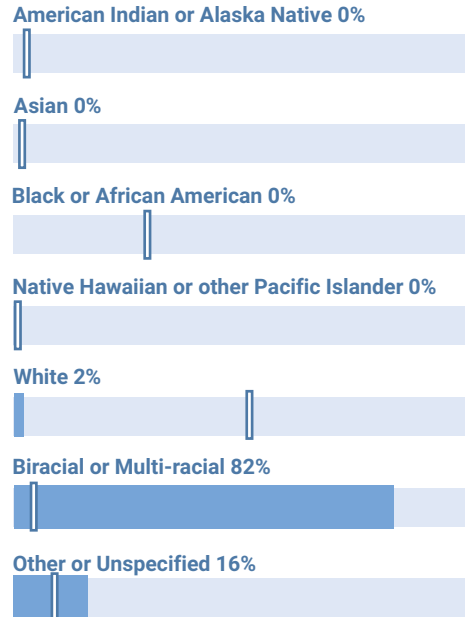 American Indian or Alaska Native 0%
Asian 0%
Black or African American 0%
Native Hawaiian or other Pacific Islander 0%
White 2%
Biracial or Multi-racial 82%
Other or Unspecified 16%